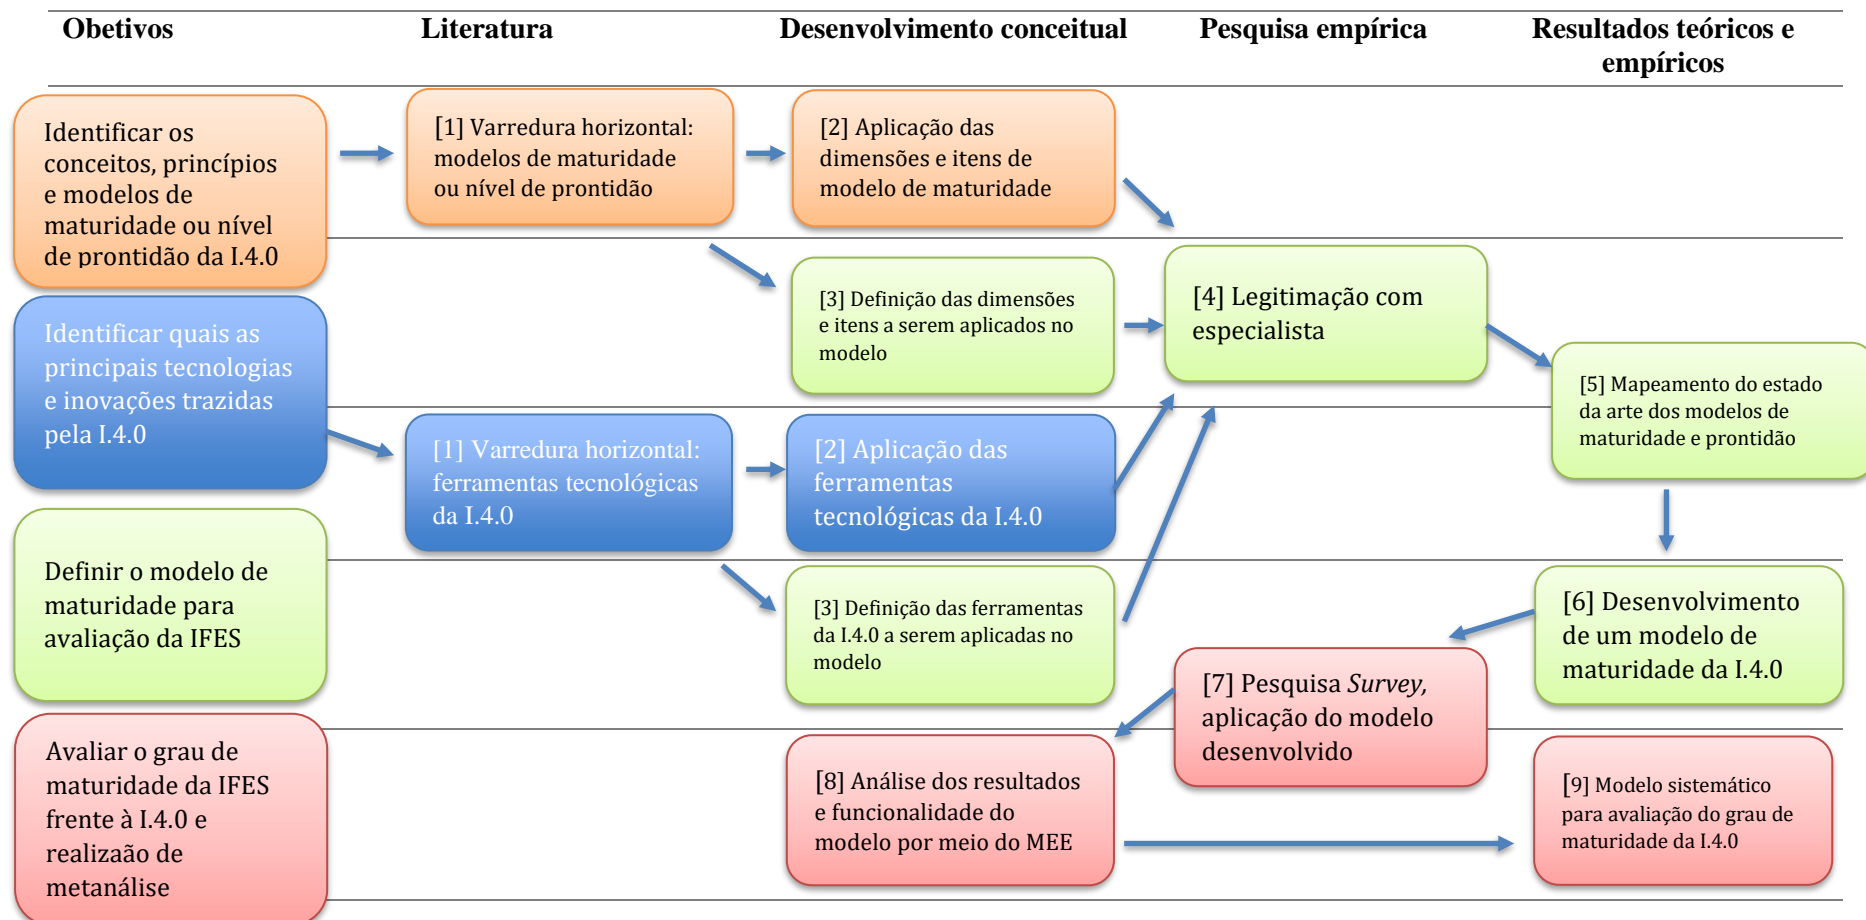 Obetivos
Literatura
Desenvolvimento conceitual
Pesquisa empírica
Resultados teóricos e
empíricos
Identificar os
conceitos, princípios
e modelos de
maturidade ou nível
de prontidão da I.4.0
[1] Varredura horizontal:
modelos de maturidade
ou nível de prontidão
[2] Aplicação das
dimensões e itens de
modelo de maturidade
[3] Definição das dimensões
e itens a serem aplicados no
modelo
[4] Legitimação com
especialista
Identificar quais as
principais tecnologias
e inovações trazidas
pela I.4.0
[1] Varredura horizontal:
ferramentas tecnológicas
da I.4.0
[2] Aplicação das
ferramentas
tecnológicas da I.4.0
[5] Mapeamento do estado
da arte dos modelos de
maturidade e prontidão
Definir o modelo de
maturidade para
avaliação da IFES
[3] Definição das ferramentas
da I.4.0 a serem aplicadas no
modelo
[6] Desenvolvimento
de um modelo de
maturidade da I.4.0
[7] Pesquisa Survey,
aplicação do modelo
desenvolvido
Avaliar o grau de
maturidade da IFES
frente à I.4.0 e
realizaão de
metanálise
[8] Análise dos resultados
e funcionalidade do
modelo por meio do MEE
[9] Modelo sistemático
para avaliação do grau de
maturidade da I.4.0